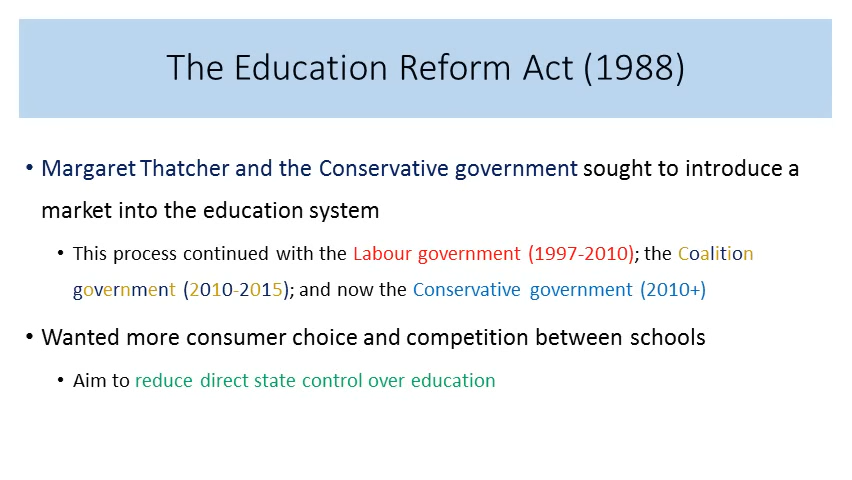 The Education Reform Act (1988)
• Margaret Thatcher and the Conservative government sought to introduce a
market into the education system
• This process continued with the Labour government (1997-2010); the Coalition
government (2010-2015); and now the Conservative government (2010+)
• Wanted more consumer choice and competition between schools
• Aim to reduce direct state control over education